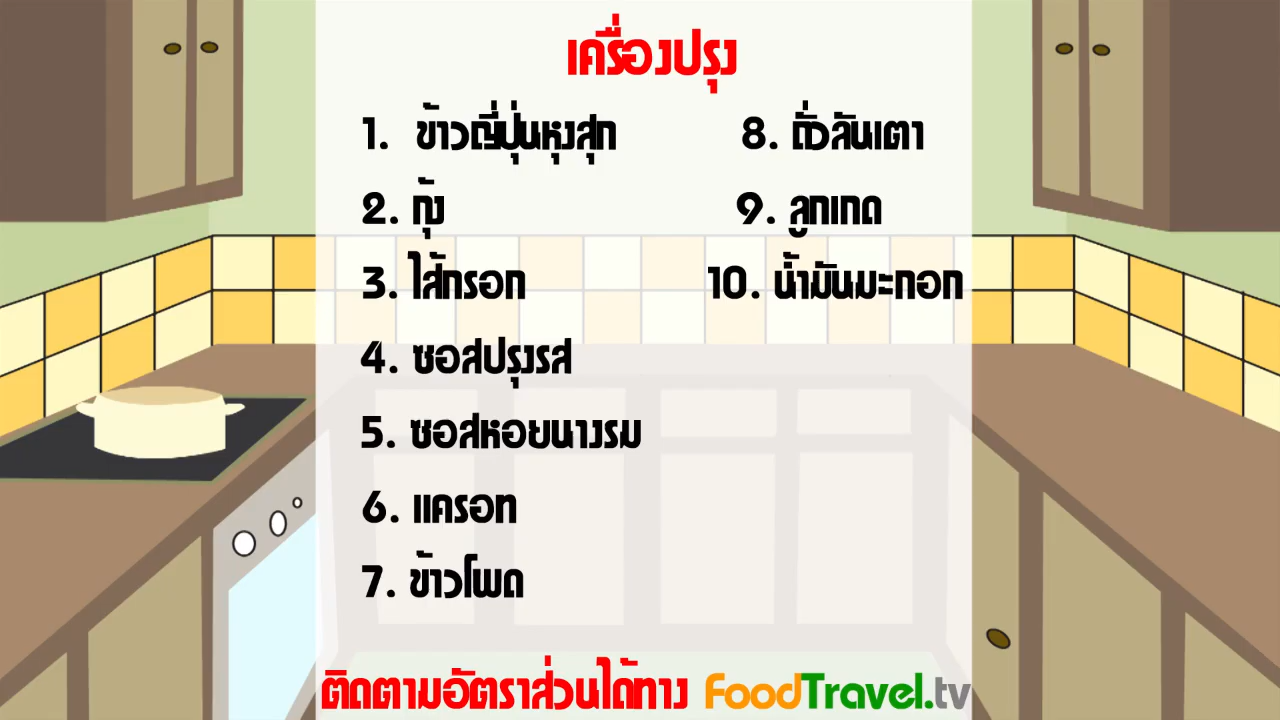 เครื่องปรุง
1. ข้าวญี่ปุ่นหุงสุก
2. กุ้ง
3. ไส้กรอก
4. ซอสปรุงรส
5. ซอสหอยนางรม
6. แครอท
7. ข้าวโพด
8. ถั่วลันเตา
9. ลูกเกด
10. น้ำมันมะกอก
ติดตามอัตราส่วนได้ทาง FoodTravel.tv